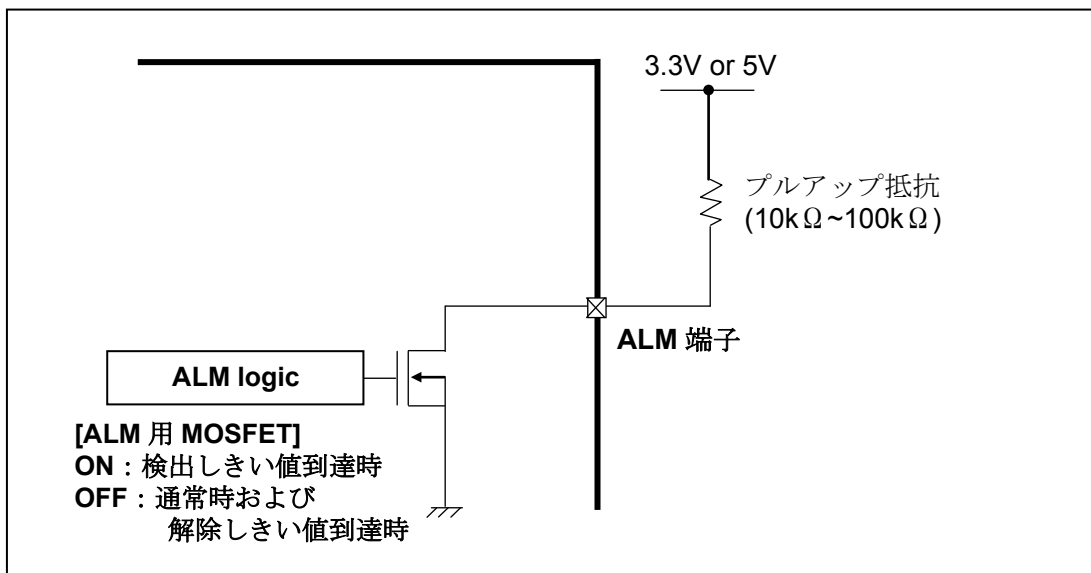 3.3V or 5V
プルアップ抵抗
(10kΩ~100kΩ)
ALM 端子
ALM logic
[ALM 用 MOSFET]
ON：検出しきい値到達時
OFF：通常時および
解除しきい値到達時